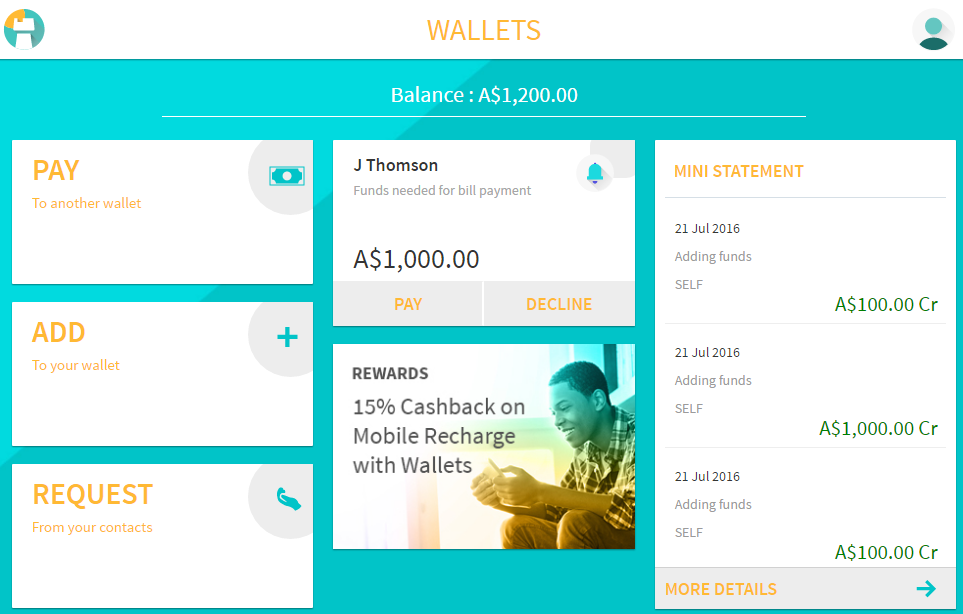 WALLETS
Balance : A$1,200.00
PAY
To another wallet
ADD
To your wallet
REQUEST
From your contacts
J Thomson
Funds needed for bill payment
A$1,000.00
PAY
DECLINE
REWARDS
15% Cashback on
Mobile Recharge
with Wallets
MINI STATEMENT
21 Jul 2016
Adding funds
SELF
A$100.00 Cr
21 Jul 2016
Adding funds
SELF
A$1,000.00 Cr
21 Jul 2016
Adding funds
SELF
A$100.00 Cr
MORE DETAILS